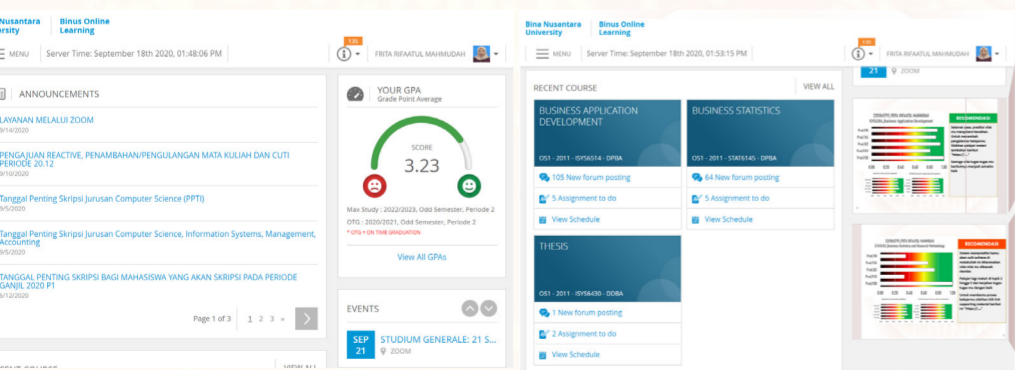 Nusantara
ersity
Binus Online
Learning
MENU
Server Time: September 18th 2020, 01:48:06 PM
FRITA RIFAATUL MAHMUDAH
ANNOUNCEMENTS
LAYANAN MELALUI ZOOM
9/14/2020
PENGAJUAN REACTIVE, PENAMBAHAN/PENGULANGAN MATA KULIAH DAN CUTI
PERIODE 20.12
9/10/2020
Tanggal Penting Skripsi Jurusan Computer Science (PPTI)
9/5/2020
Tanggal Penting Skripsi Jurusan Computer Science, Information Systems, Management,
Accounting
9/5/2020
TANGGAL PENTING SKRIPSI BAGI MAHASISWA YANG AKAN SKRIPSI PADA PERIODE
GANJIL 2020 P1
6/12/2020
Page 1 of 3
1 2 3 »
VIEW ALL
YOUR GPA
Grade Point Average
SCORE
3.23
Max Study : 2022/2023, Odd Semester, Periode 2
OTG : 2020/2021, Odd Semester, Periode 2
* OTG = ON TIME GRADUATION
View All GPAs
EVENTS
SEP
21
STUDIUM GENERALE: 21 S...
ZOOM
Bina Nusantara
University
Binus Online
Learning
MENU
Server Time: September 18th 2020, 01:53:15 PM
FRITA RIFAATUL MAHMUDAH
RECENT COURSE
VIEW ALL
BUSINESS APPLICATION
DEVELOPMENT
OS1 - 2011 - ISYS6514 - DPBA
105 New forum posting
5 Assignment to do
View Schedule
BUSINESS STATISTICS
OS1 - 2011 - STAT6145 - DPBA
64 New forum posting
5 Assignment to do
View Schedule
THESIS
OS1 - 2011 - ISYS6430 - DDBA
1 New forum posting
2 Assignment to do
View Schedule
21
ZOOM
REKOMENDASI
REKOMENDASI